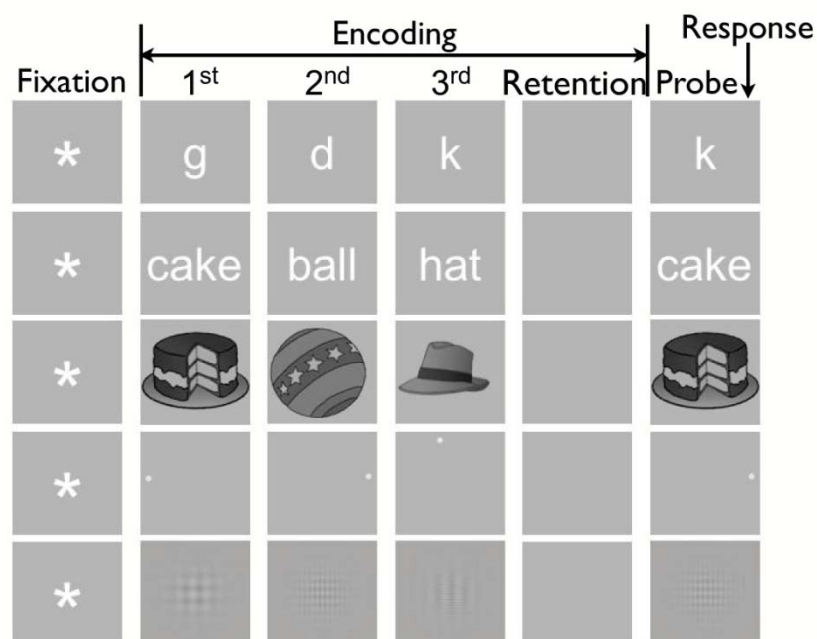 Encoding
Response
Fixation 1st 2nd 3rd Retention Probe
* g d k k
* cake ball hat cake
*
*
*